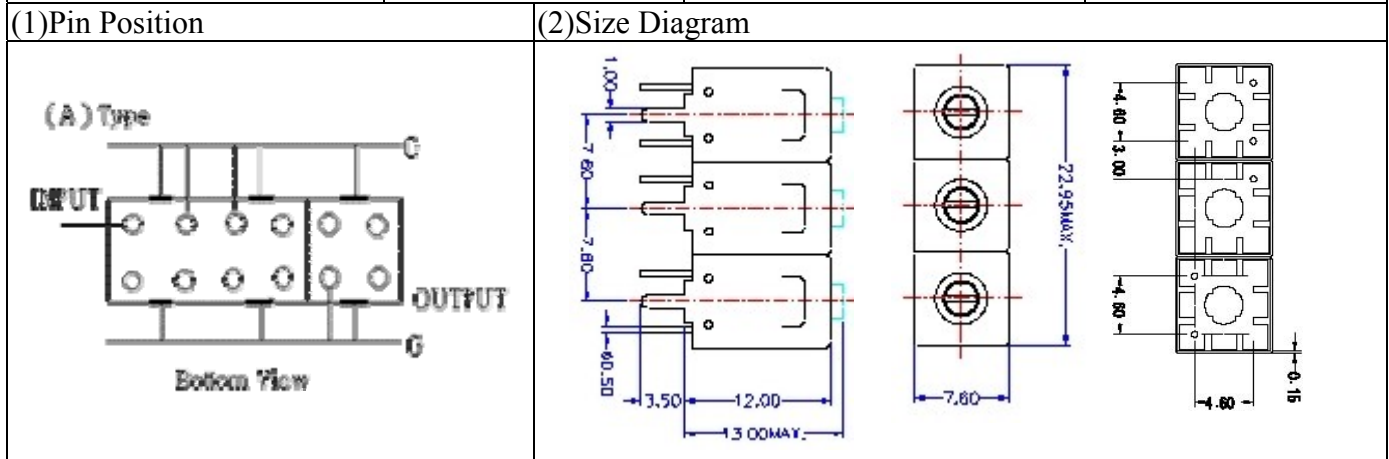 (1)Pin Position
(2)Size Diagram
(A) Type
G
INPUT
OUTPUT
G
Bottom View
1.00
7.60
7.60
Φ0.50
3.50
12.00
13.00MAX.
22.95MAX.
7.60
4.60
3.00
4.60
4.60
0.15